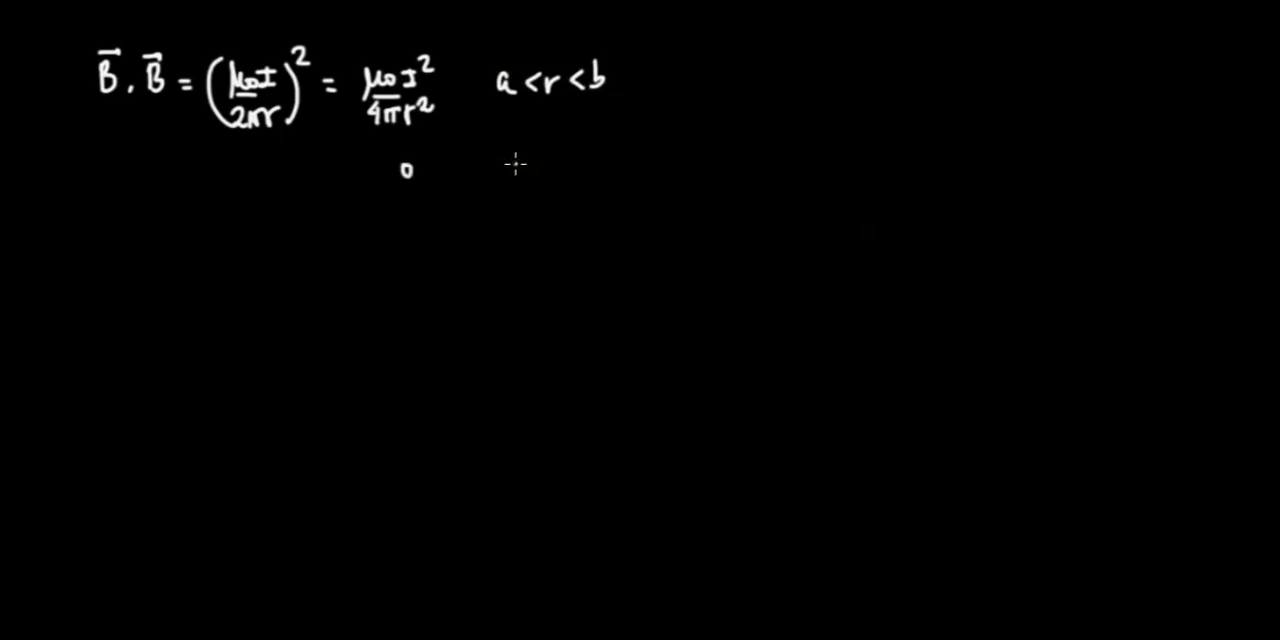 B⃗ . B⃗ = (μ₀I/2πr)² = μ₀I²/4πr² a < r < b
0